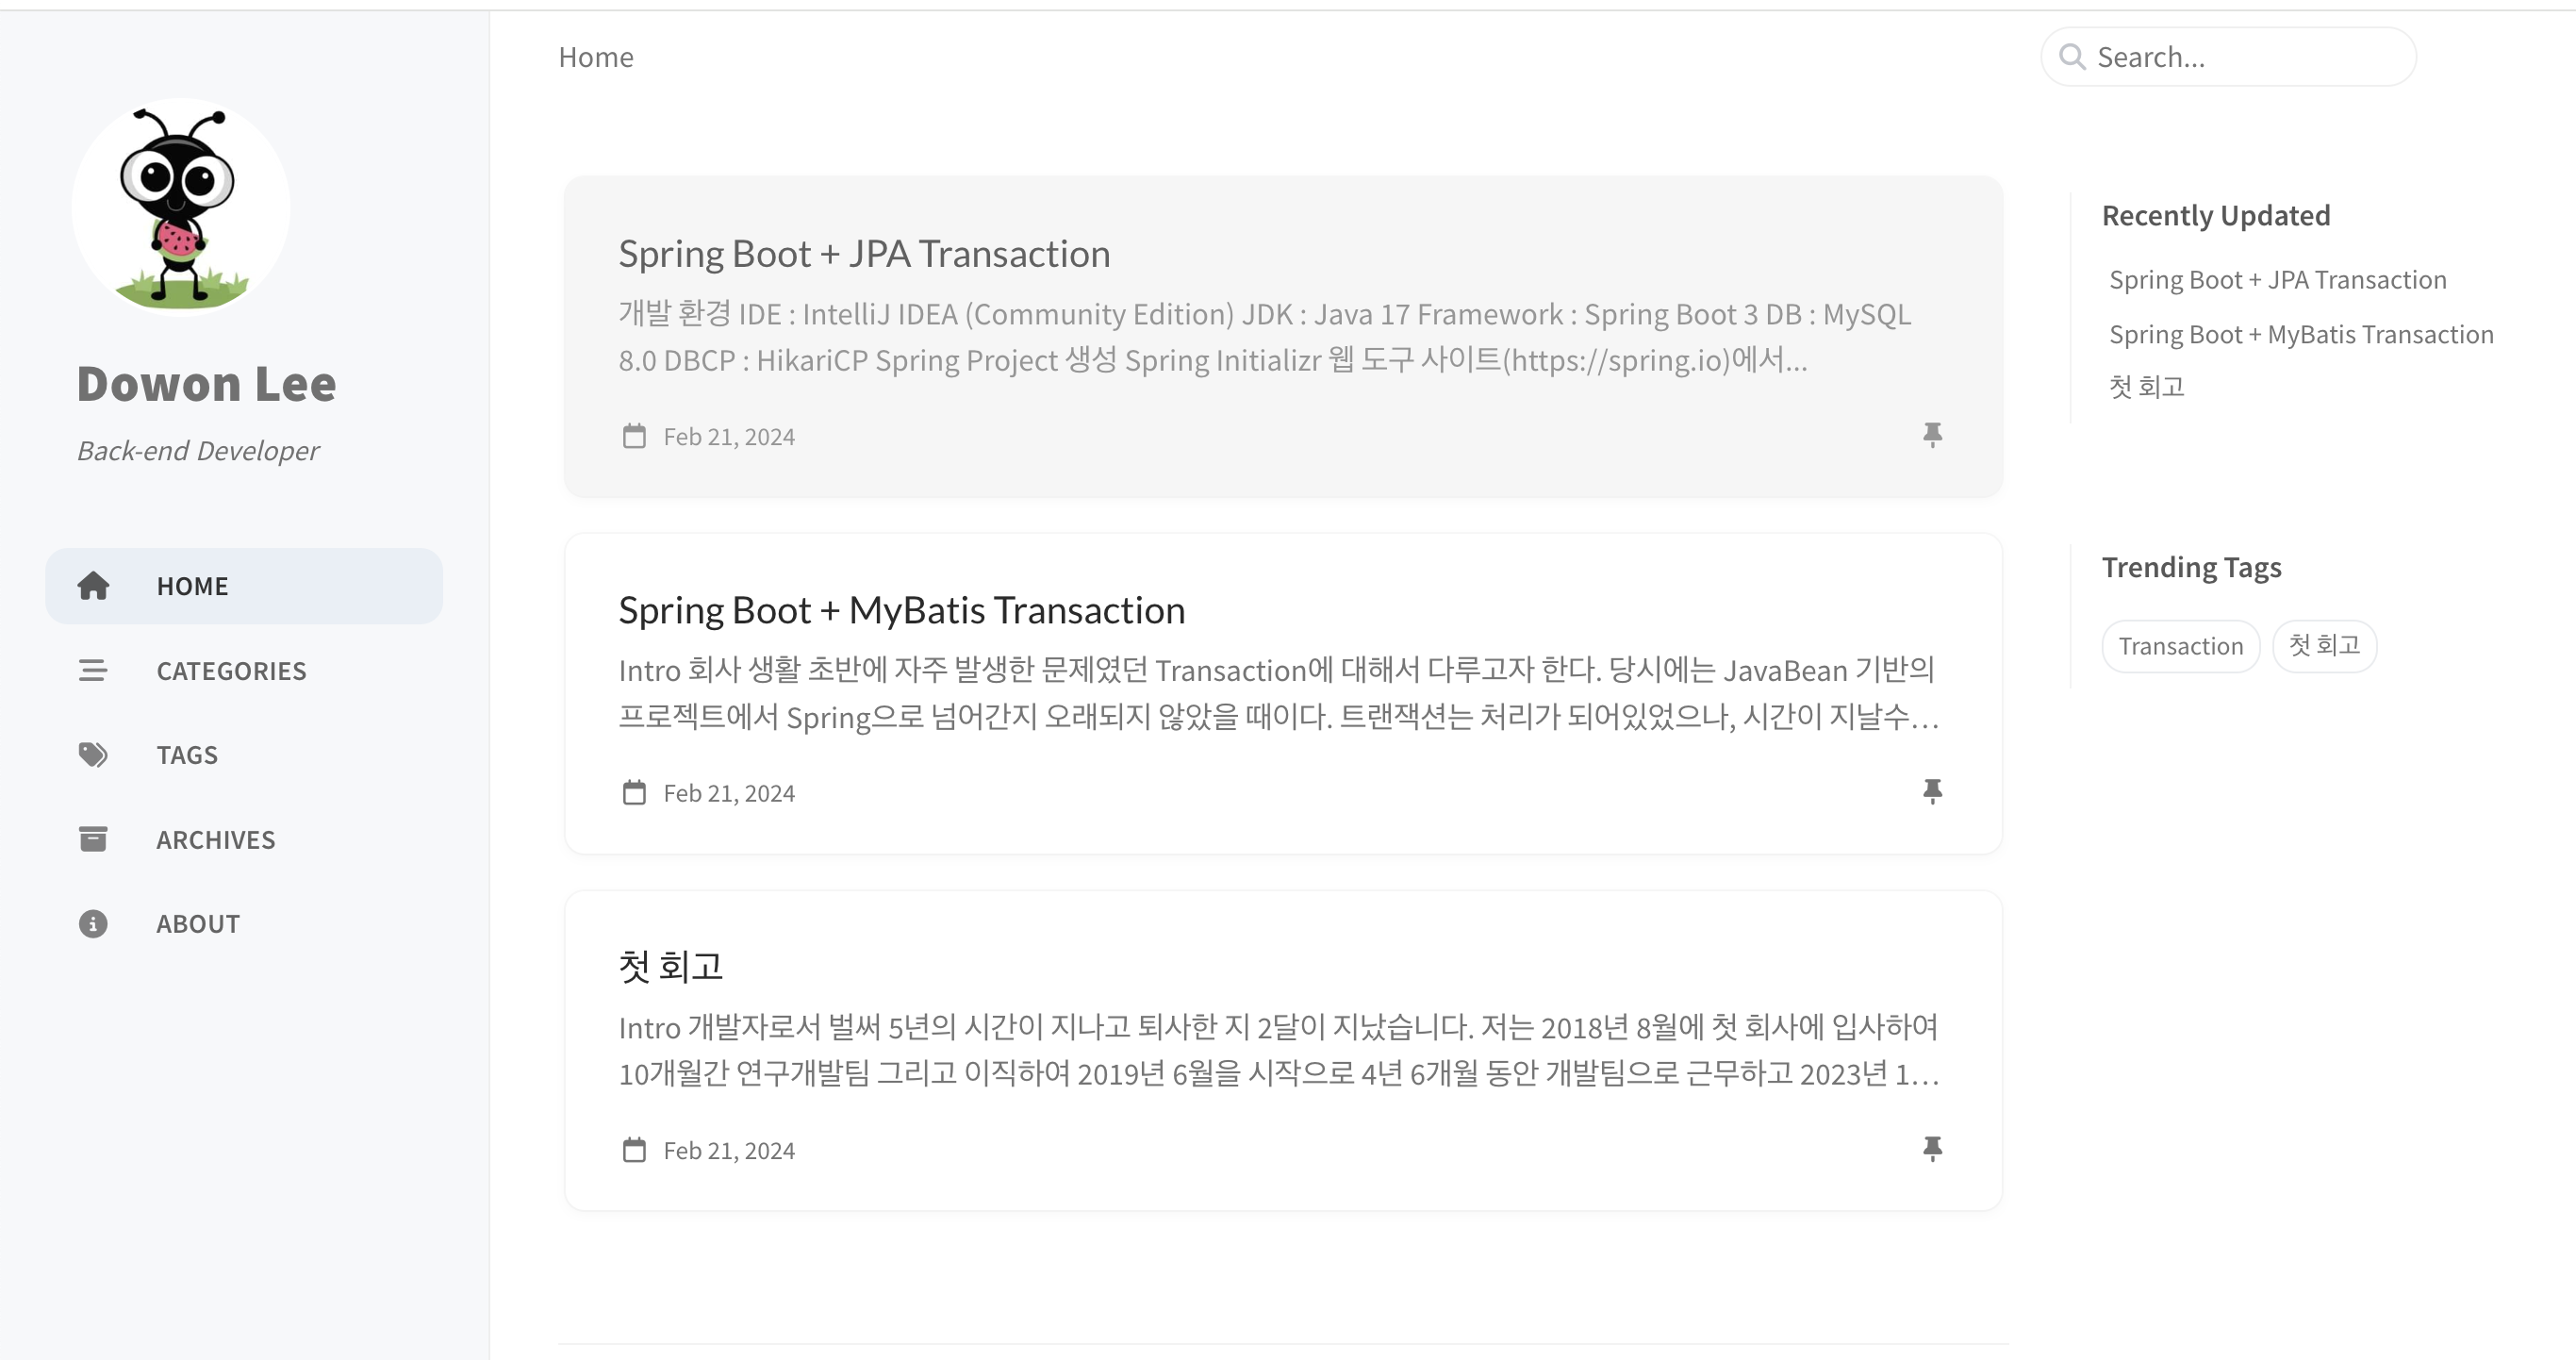 Dowon Lee
Back-end Developer
HOME
CATEGORIES
TAGS
ARCHIVES
ABOUT
Home
Search...
Spring Boot + JPA Transaction
개발 환경 IDE : IntelliJ IDEA (Community Edition) JDK : Java 17 Framework : Spring Boot 3 DB : MySQL
8.0 DBCP : HikariCP Spring Project 생성 Spring Initializr 웹 도구 사이트(https://spring.io)에서...
Feb 21, 2024
Spring Boot + MyBatis Transaction
Intro 회사 생활 초반에 자주 발생한 문제였던 Transaction에 대해서 다루고자 한다. 당시에는 JavaBean 기반의
프로젝트에서 Spring으로 넘어간지 오래되지 않았을 때이다. 트랜잭션는 처리가 되어있었으나, 시간이 지날수...
Feb 21, 2024
첫 회고
Intro 개발자로서 벌써 5년의 시간이 지나고 퇴사한 지 2달이 지났습니다. 저는 2018년 8월에 첫 회사에 입사하여
10개월간 연구개발팀 그리고 이직하여 2019년 6월을 시작으로 4년 6개월 동안 개발팀으로 근무하고 2023년 1...
Feb 21, 2024
Recently Updated
Spring Boot + JPA Transaction
Spring Boot + MyBatis Transaction
첫 회고
Trending Tags
Transaction 첫 회고